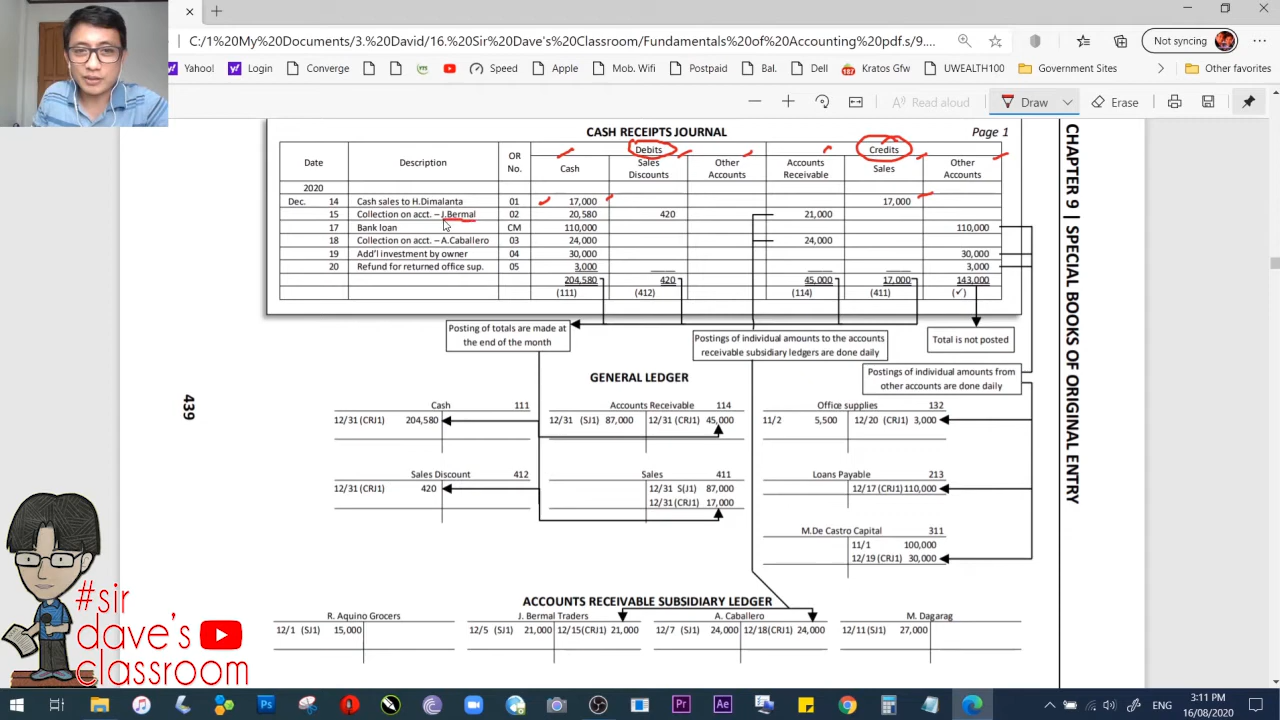 C:/1%20My%20Documents/3.%20David/16.%20Sir%20Dave's%20Classroom/Fundamentals%20of%20Accounting%20pdf.s/9....
Not syncing
Yahoo!
Login
Converge
im
Speed
Apple
Mob. Wifi
Postpaid
Bal
Dell
Kratos Gfw
UWEALTH100
Government Sites
Other favorites
Read aloud
Draw
Erase
CASH RECEIPTS JOURNAL Page 1
Debits Credits
Date Description OR No. Cash Sales Discounts Other Accounts Accounts Receivable Sales Other Accounts
2020
Dec. 14 Cash sales to H.Dimalanta 01 17,000 17,000
15 Collection on acct. – J.Bermal 02 20,580 420 21,000
17 Bank loan CM 110,000 110,000
18 Collection on acct. – A.Caballero 03 24,000 24,000
19 Add'l investment by owner 04 30,000 30,000
20 Refund for returned office sup. 05 3,000 3,000
204,580 420 45,000 17,000 143,000
(111) (412) (114) (411) (✓)
Posting of totals are made at
the end of the month
Postings of individual amounts to the accounts
receivable subsidiary ledgers are done daily
Total is not posted
Postings of individual amounts from
other accounts are done daily
GENERAL LEDGER
Cash 111
12/31 (CRJ1) 204,580
Accounts Receivable 114
12/31 (SJ1) 87,000 12/31 (CRJ1) 45,000
Office supplies 132
11/2 5,500 12/20 (CRJ1) 3,000
Sales Discount 412
12/31 (CRJ1) 420
Sales 411
12/31 S(J1) 87,000
12/31 (CRJ1) 17,000
Loans Payable 213
12/17 (CRJ1) 110,000
M.De Castro Capital 311
11/1 100,000
12/19 (CRJ1) 30,000
ACCOUNTS RECEIVABLE SUBSIDIARY LEDGER
R. Aquino Grocers
12/1 (SJ1) 15,000
J. Bermal Traders
12/5 (SJ1) 21,000 12/15(CRJ1) 21,000
A. Caballero
12/7 (SJ1) 24,000 12/18(CRJ1) 24,000
M. Dagarag
12/11(SJ1) 27,000
439
CHAPTER 9 | SPECIAL BOOKS OF ORIGINAL ENTRY
#sir
dave's
classroom
3:11 PM
16/08/2020